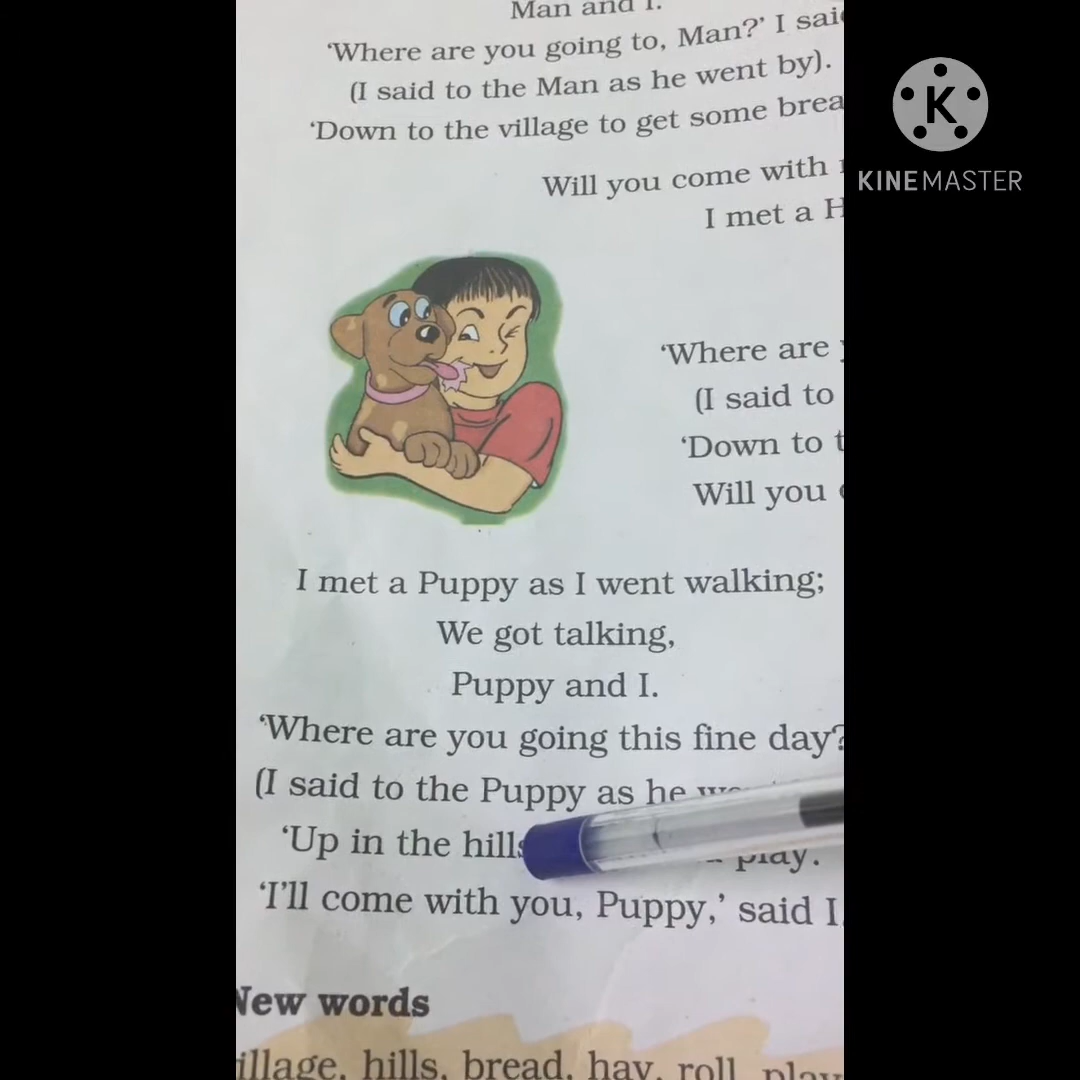 Man and I.
‘Where are you going to, Man?’ I
(I said to the Man as he went by).
‘Down to the village to get some
Will you come with
I met a
‘Where are
(I said to
‘Down to
Will you
I met a Puppy as I went walking;
We got talking,
Puppy and I.
‘Where are you going this fine day?
(I said to the Puppy as he
‘Up in the hills play.
‘I’ll come with you, Puppy,’ said I
New words
hills, bread, hay, roll, play
K
KINEMASTER